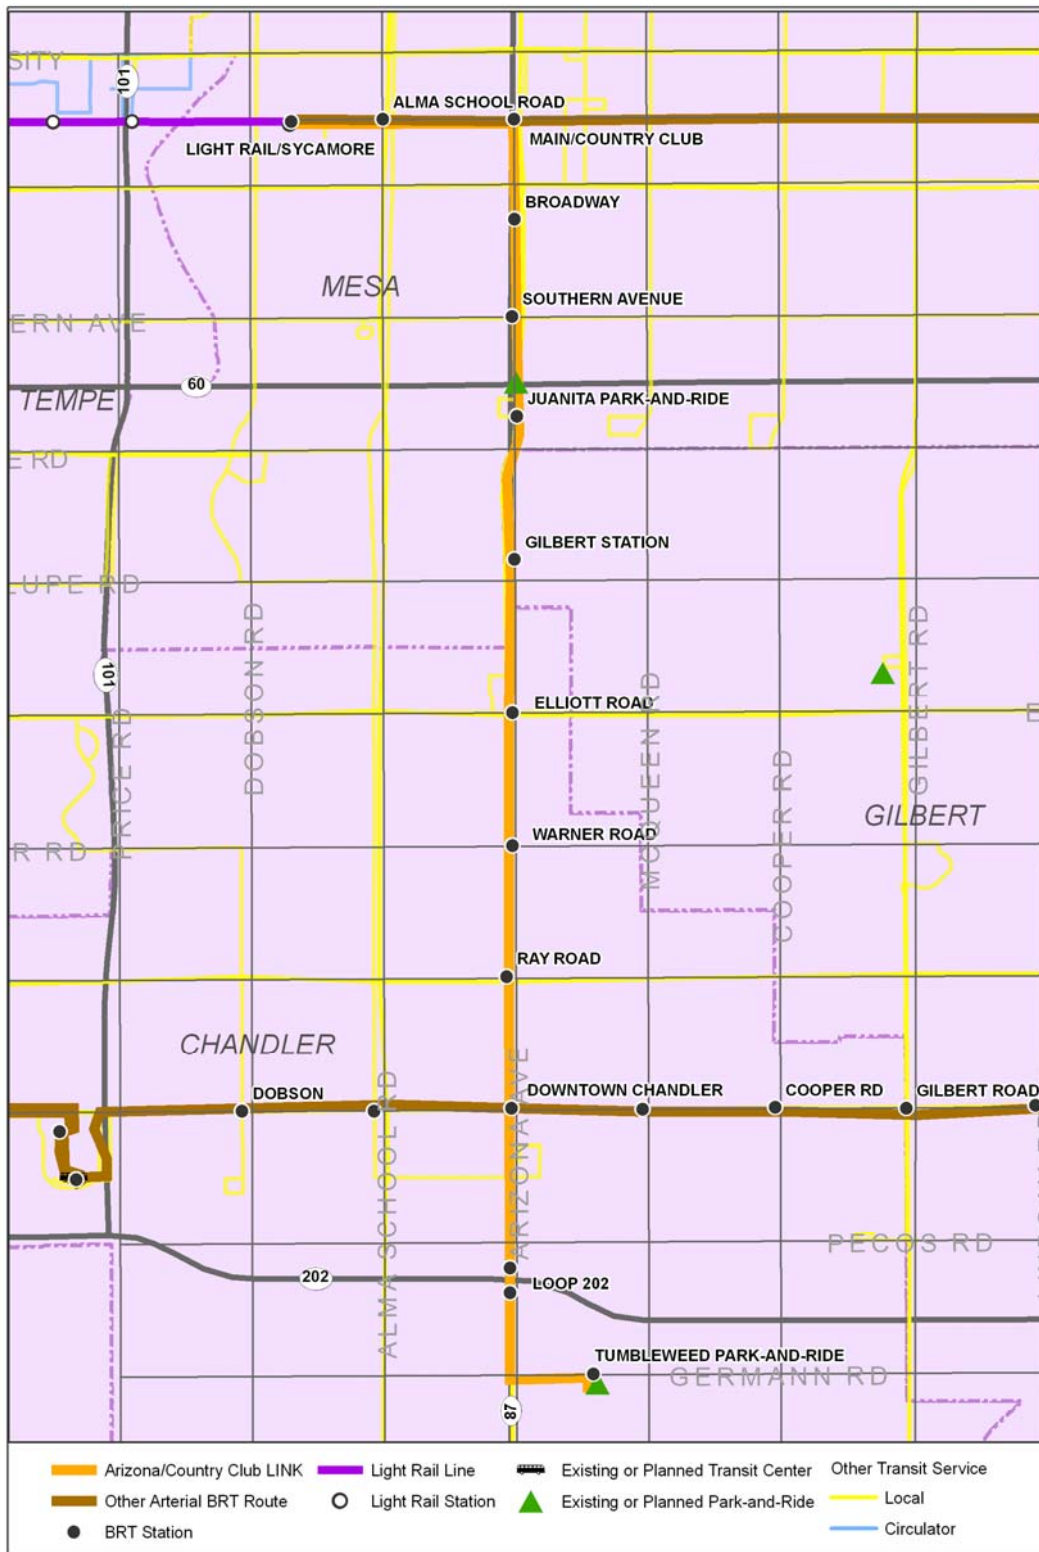 SITY
101
ALMA SCHOOL ROAD
LIGHT RAIL/SYCAMORE
MAIN/COUNTRY CLUB
BROADWAY
MESA
SOUTHERN AVENUE
ERN AVE
60
TEMPE
JUANITA PARK-AND-RIDE
E RD
GILBERT STATION
LUPE RD
DOBSON RD
GILBERT RD
101
MCQUEEN RD
ELLIOTT ROAD
E
PRICE RD
COOPER RD
GILBERT
WARNER ROAD
R RD
RAY ROAD
CHANDLER
DOBSON
DOWNTOWN CHANDLER
COOPER RD
GILBERT ROAD
ARIZONA AVE
ALMA SCHOOL RD
PECOS RD
202
LOOP 202
TUMBLEWEED PARK-AND-RIDE
GERMANN RD
87
Arizona/Country Club LINK
Light Rail Line
Existing or Planned Transit Center
Other Transit Service
Other Arterial BRT Route
Light Rail Station
Existing or Planned Park-and-Ride
Local
BRT Station
Circulator